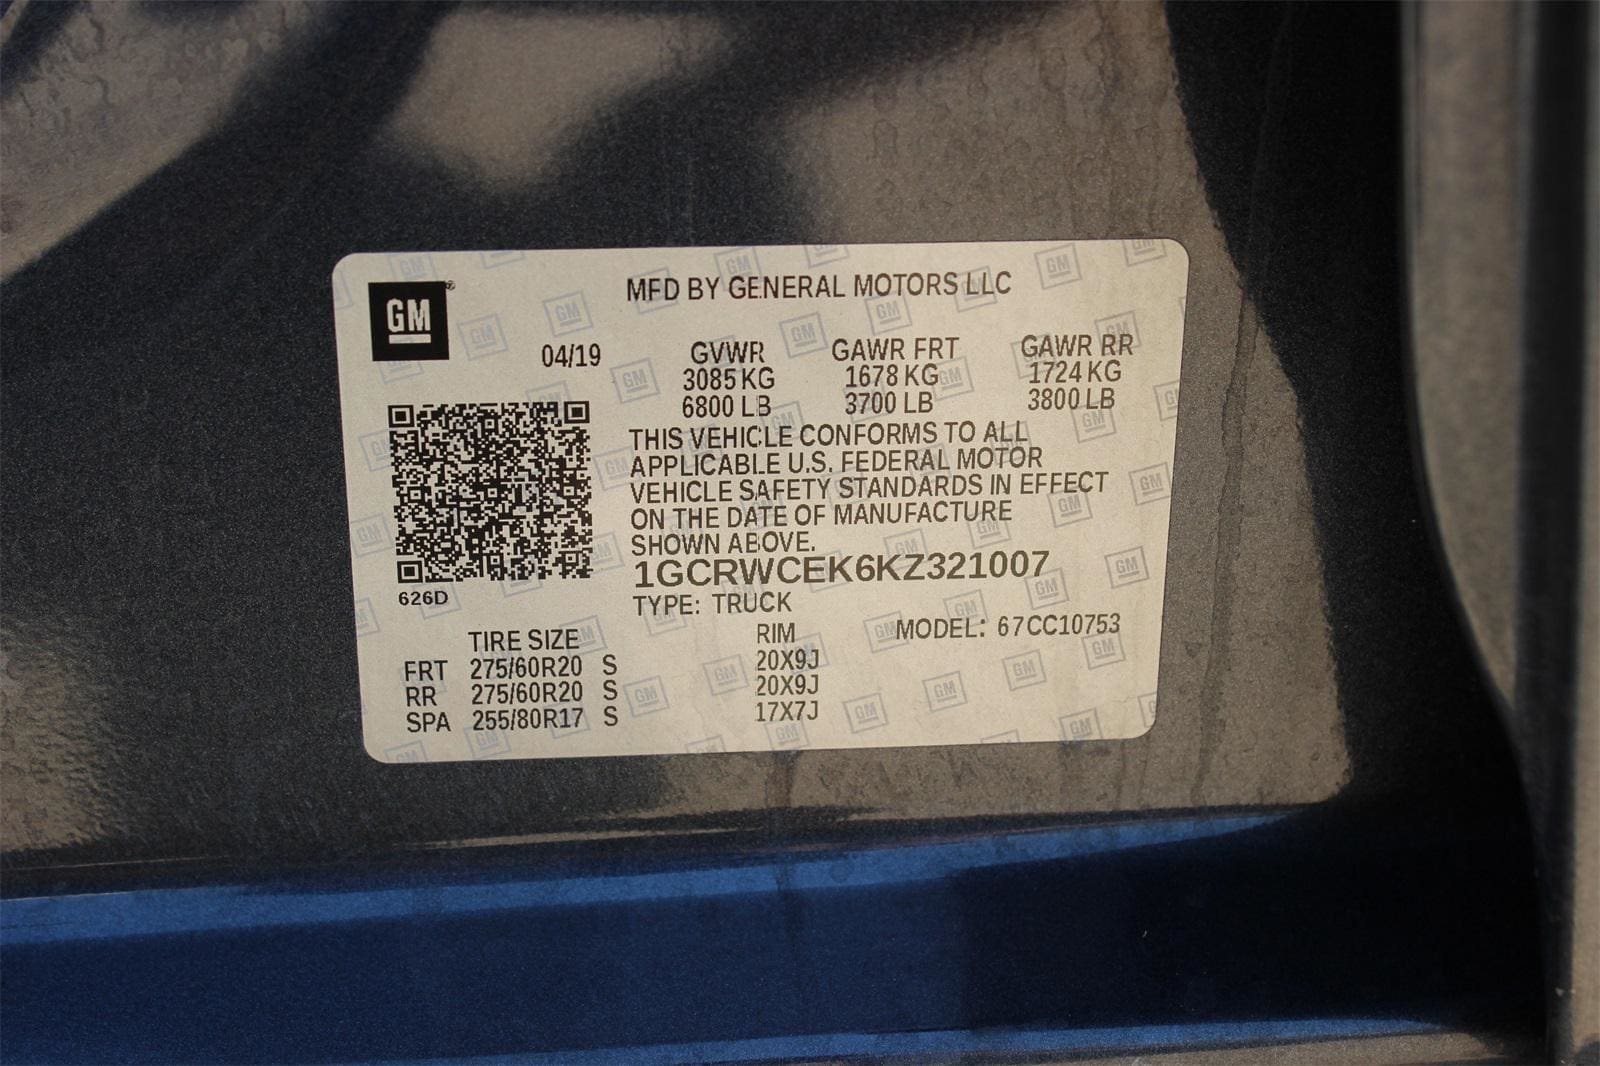 GM
MFD BY GENERAL MOTORS LLC
04/19 GVWR GAWR FRT GAWR RR
3085 KG 1678 KG 1724 KG
6800 LB 3700 LB 3800 LB
THIS VEHICLE CONFORMS TO ALL
APPLICABLE U.S. FEDERAL MOTOR
VEHICLE SAFETY STANDARDS IN EFFECT
ON THE DATE OF MANUFACTURE
SHOWN ABOVE.
1GCRWCEK6KZ321007
626D
TYPE: TRUCK
TIRE SIZE RIM MODEL: 67CC10753
FRT 275/60R20 S 20X9J
RR 275/60R20 S 20X9J
SPA 255/80R17 S 17X7J